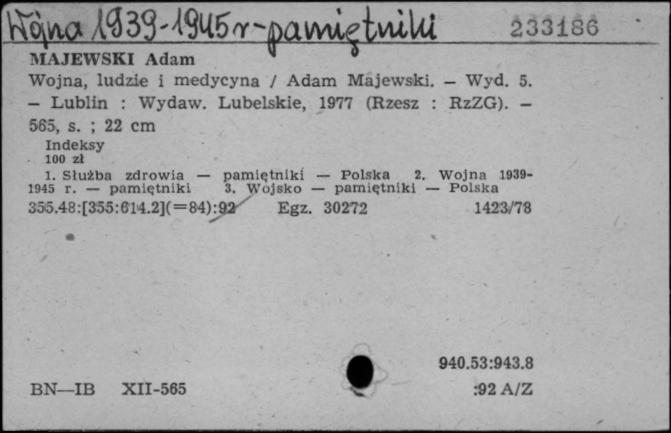 Wojna 1939-1945 r-pamiętniki 233186
MAJEWSKI Adam
Wojna, ludzie i medycyna / Adam Majewski. — Wyd. 5.
— Lublin : Wydaw. Lubelskie, 1977 (Rzesz : RzZG). —
565, s. ; 22 cm
Indeksy
100 zł
1. Służba zdrowia — pamiętniki — Polska 2. Wojna 1939-
1945 r. — pamiętniki 3. Wojsko — pamiętniki — Polska
355.48:[355:614.2](=84):92 Egz. 30272 1423/78
940.53:943.8
BN—IB XII-565 :92 A/Z